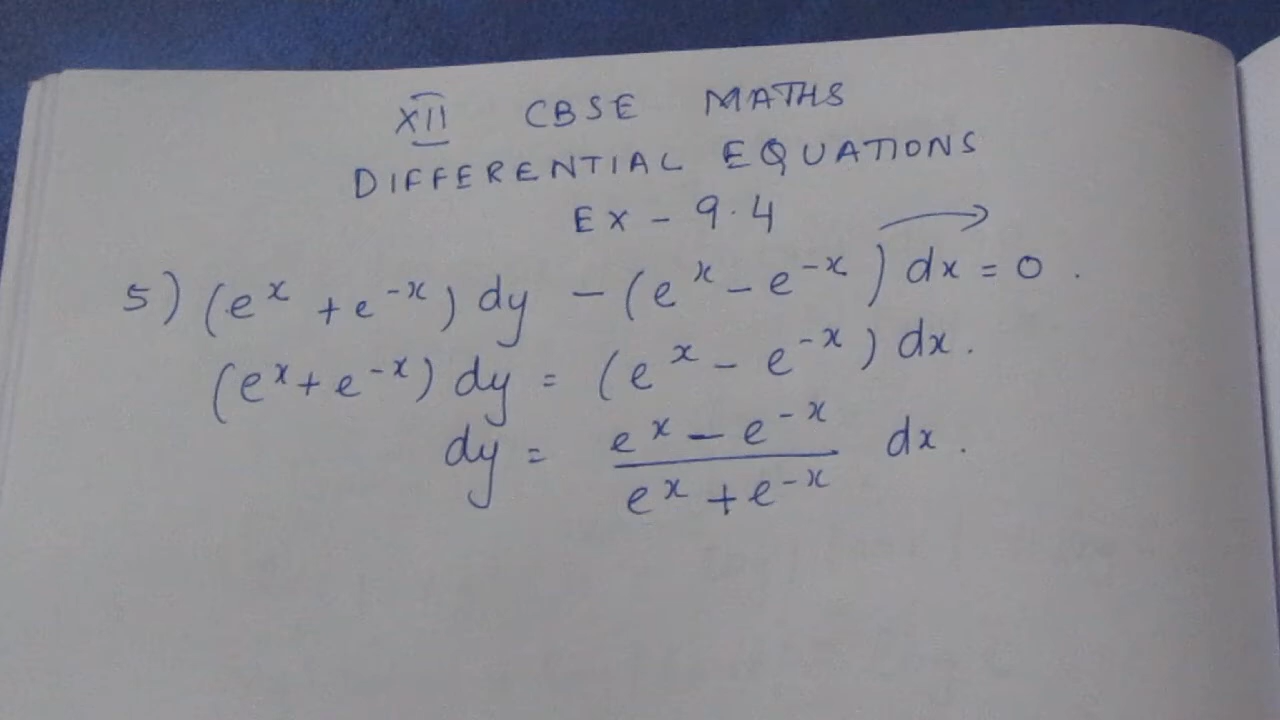 XII CBSE MATHS
DIFFERENTIAL EQUATIONS
EX - 9.4
5) (e^x + e^-x) dy - (e^x - e^-x) dx = 0.
(e^x + e^-x) dy = (e^x - e^-x) dx.
dy = (e^x - e^-x)/(e^x + e^-x) dx.